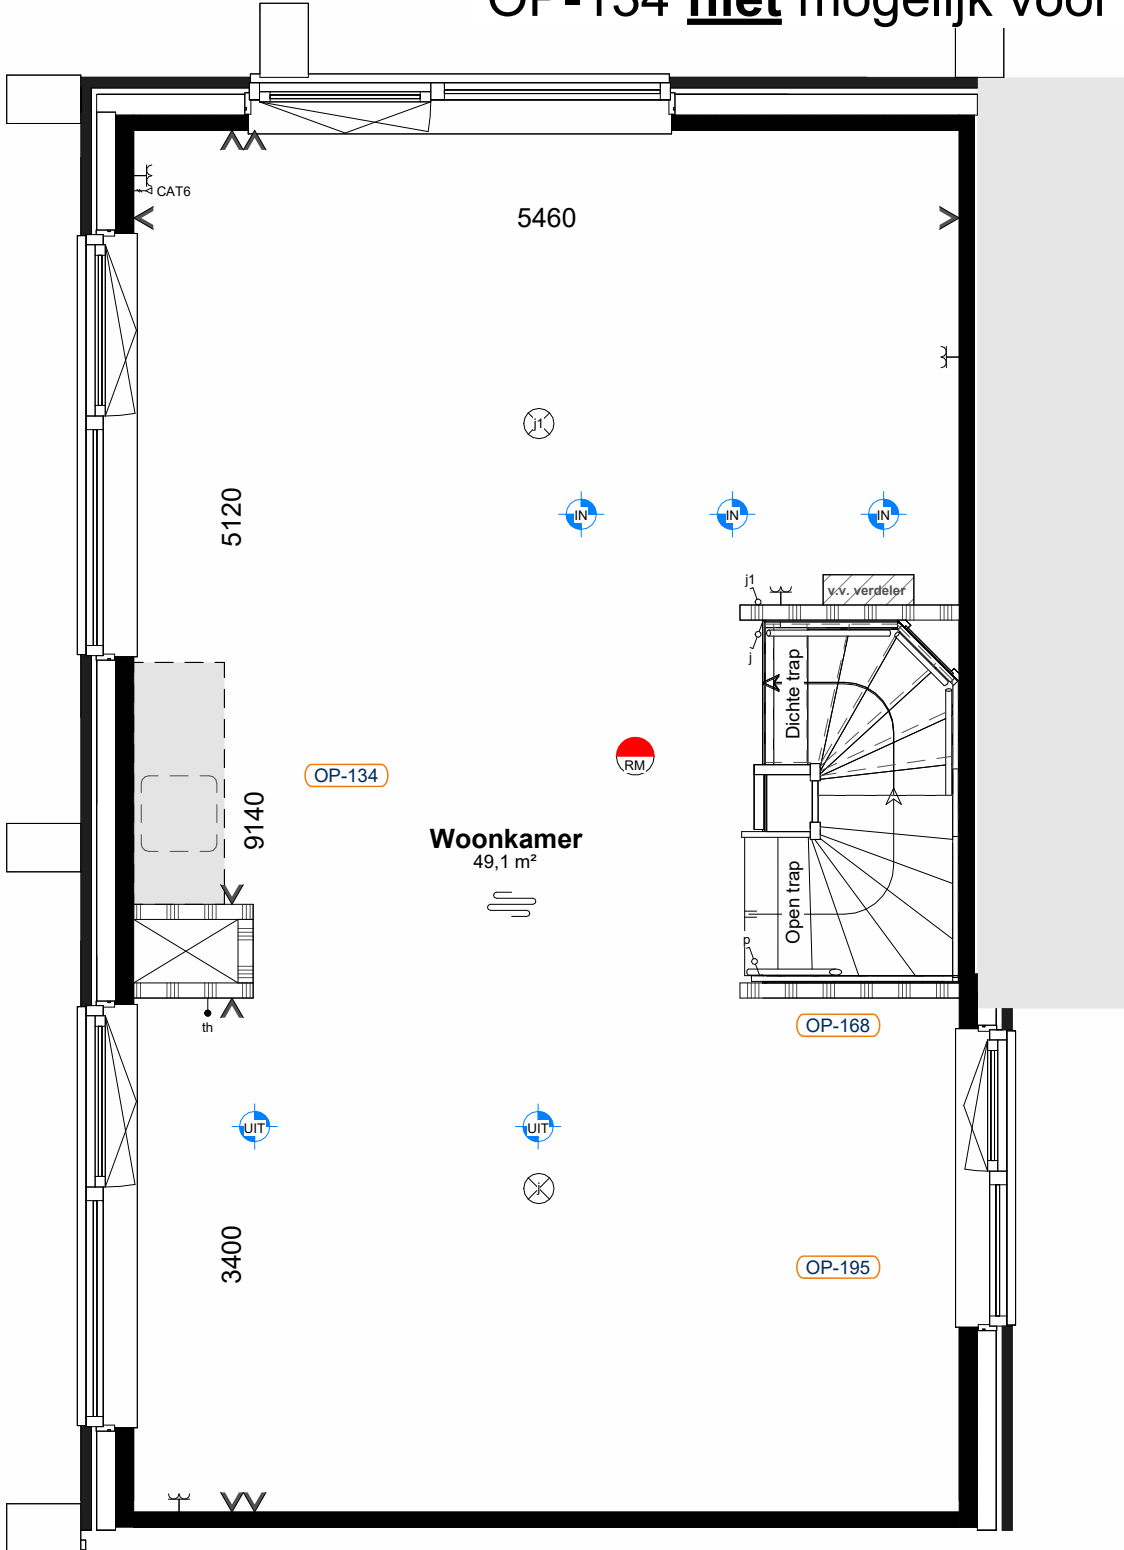 OP-134 niet mogelijk voor
CAT6
5460
j1
5120
IN
IN
IN
j1
v.v. verdeler
j
Dichte trap
RM
OP-134
9140
Woonkamer
49,1 m²
Open trap
p
th
OP-168
UIT
UIT
j
3400
OP-195